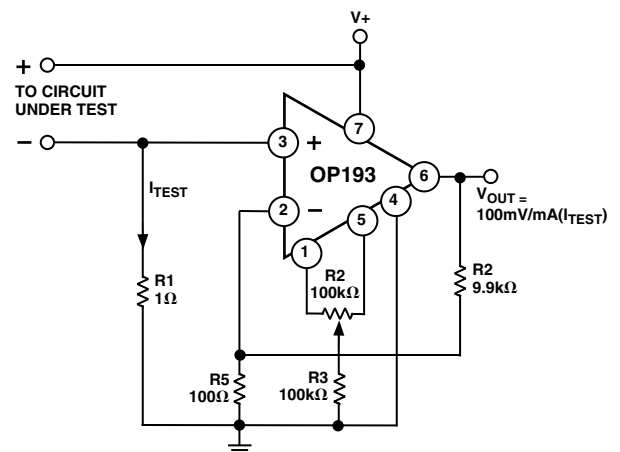 V+
+
TO CIRCUIT
UNDER TEST
−
7
3
+
OP193
6
ITEST
VOUT =
100mV/mA(ITEST)
2
−
4
5
1
R2
100kΩ
R2
9.9kΩ
R1
1Ω
R5
100Ω
R3
100kΩ